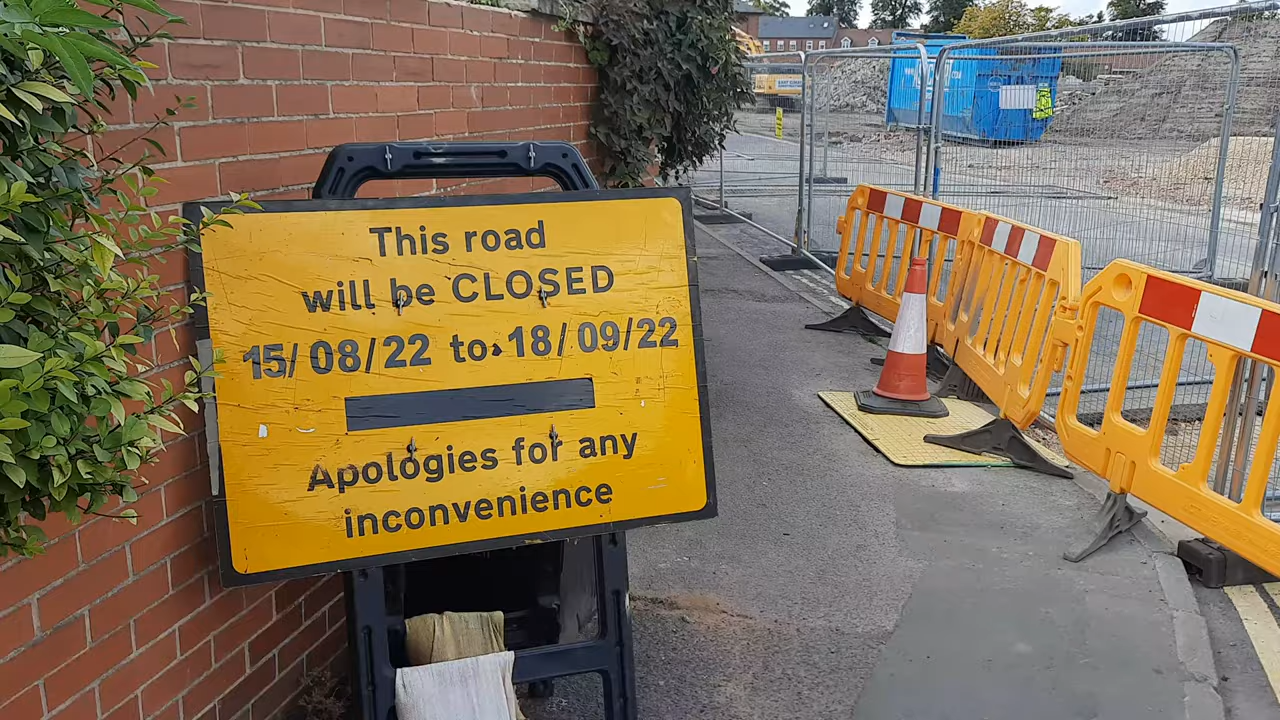 This road
will be CLOSED
15/08/22 to 18/09/22
Apologies for any
inconvenience